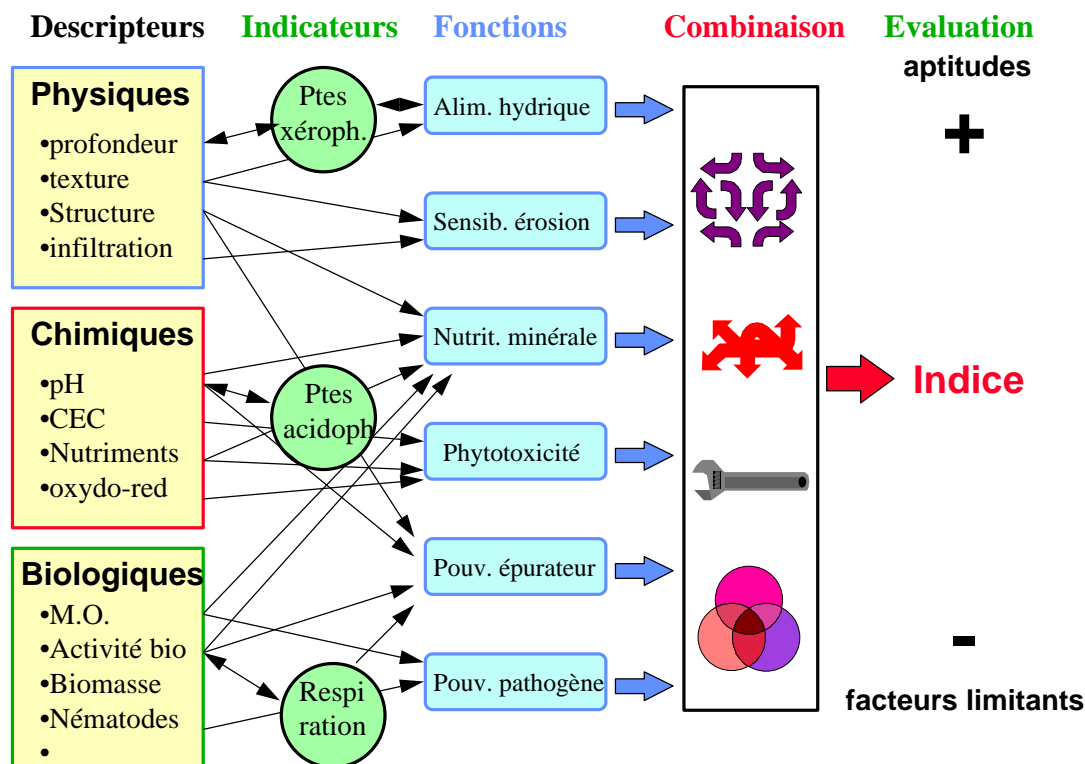 Descripteurs Indicateurs Fonctions Combinaison Evaluation
aptitudes
+
Physiques
•profondeur
•texture
•Structure
•infiltration
Chimiques
•pH
•CEC
•Nutriments
•oxydo-red
Biologiques
•M.O.
•Activité bio
•Biomasse
•Nématodes
•
Ptes
xéroph.
Ptes
acidoph
Respi
ration
Alim. hydrique
Sensib. érosion
Nutrit. minérale
Phytotoxicité
Pouv. épurateur
Pouv. pathogène
Indice
-
facteurs limitants